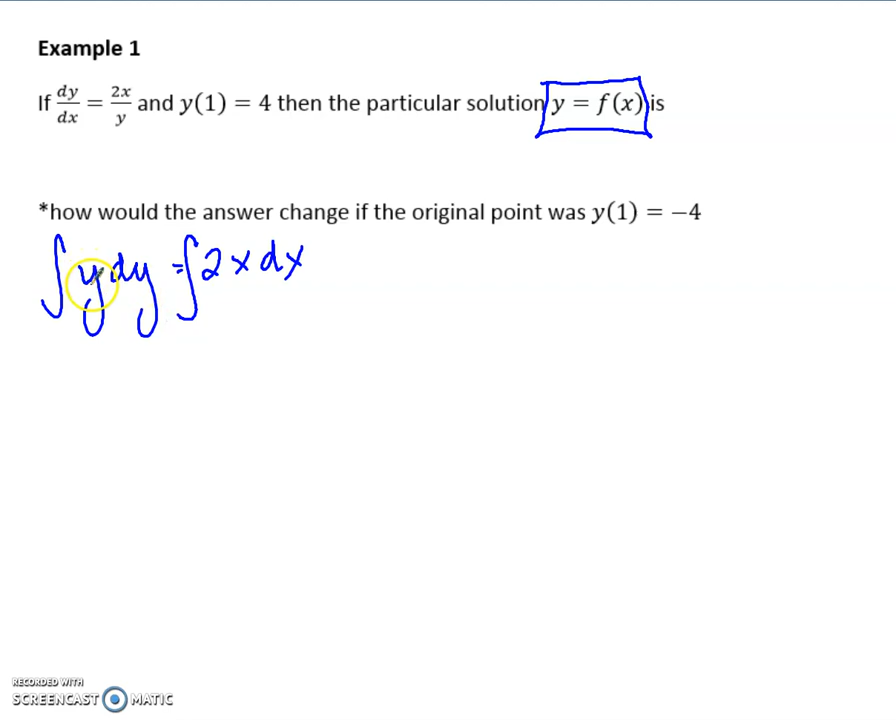 Example 1
If dy/dx = 2x/y and y(1) = 4 then the particular solution y = f(x) is
*how would the answer change if the original point was y(1) = −4
∫y dy = ∫2x dx
RECORDED WITH
SCREENCAST MATIC